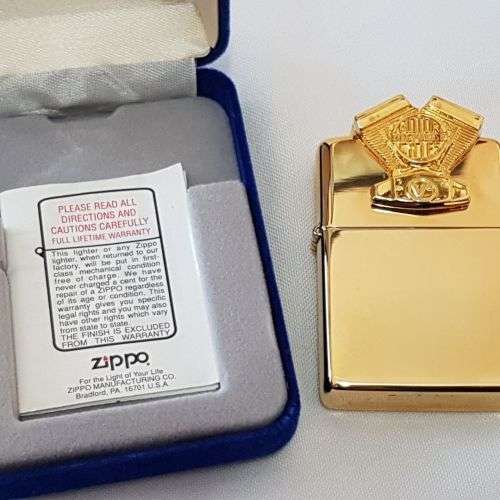 PLEASE READ ALL
DIRECTIONS AND
CAUTIONS CAREFULLY
FULL LIFETIME WARRANTY
This lighter or any Zippo
lighter, when returned to our
factory, will be put in first-
class mechanical condition
free of charge. We have
never charged a cent for the
repair of a ZIPPO regardless
of its age or condition. This
warranty gives you specific
legal rights and you may also
have other rights which vary
from state to state.
THE FINISH IS EXCLUDED
FROM THIS WARRANTY
zippo
For the Light of Your Life
ZIPPO MANUFACTURING CO.
Bradford, PA. 16701 U.S.A.